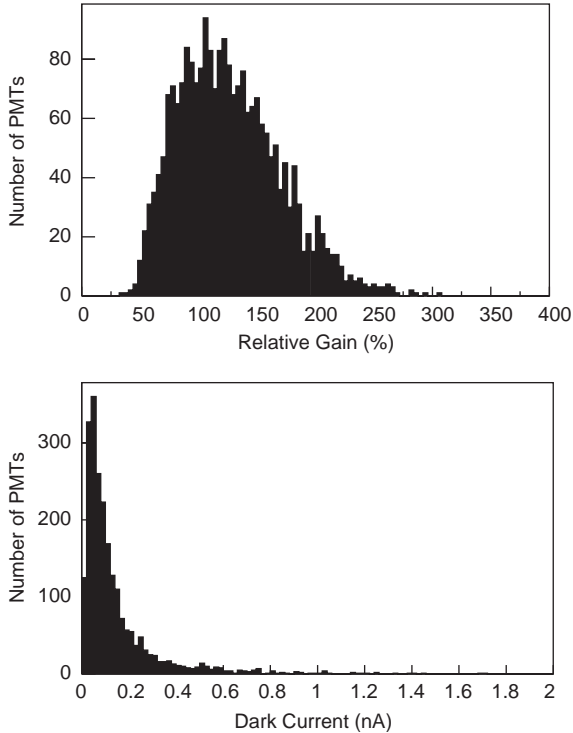 80
60
40
20
0
Number of PMTs
0 50 100 150 200 250 300 350 400
Relative Gain (%)
300
200
100
0
Number of PMTs
0 0.2 0.4 0.6 0.8 1 1.2 1.4 1.6 1.8 2
Dark Current (nA)